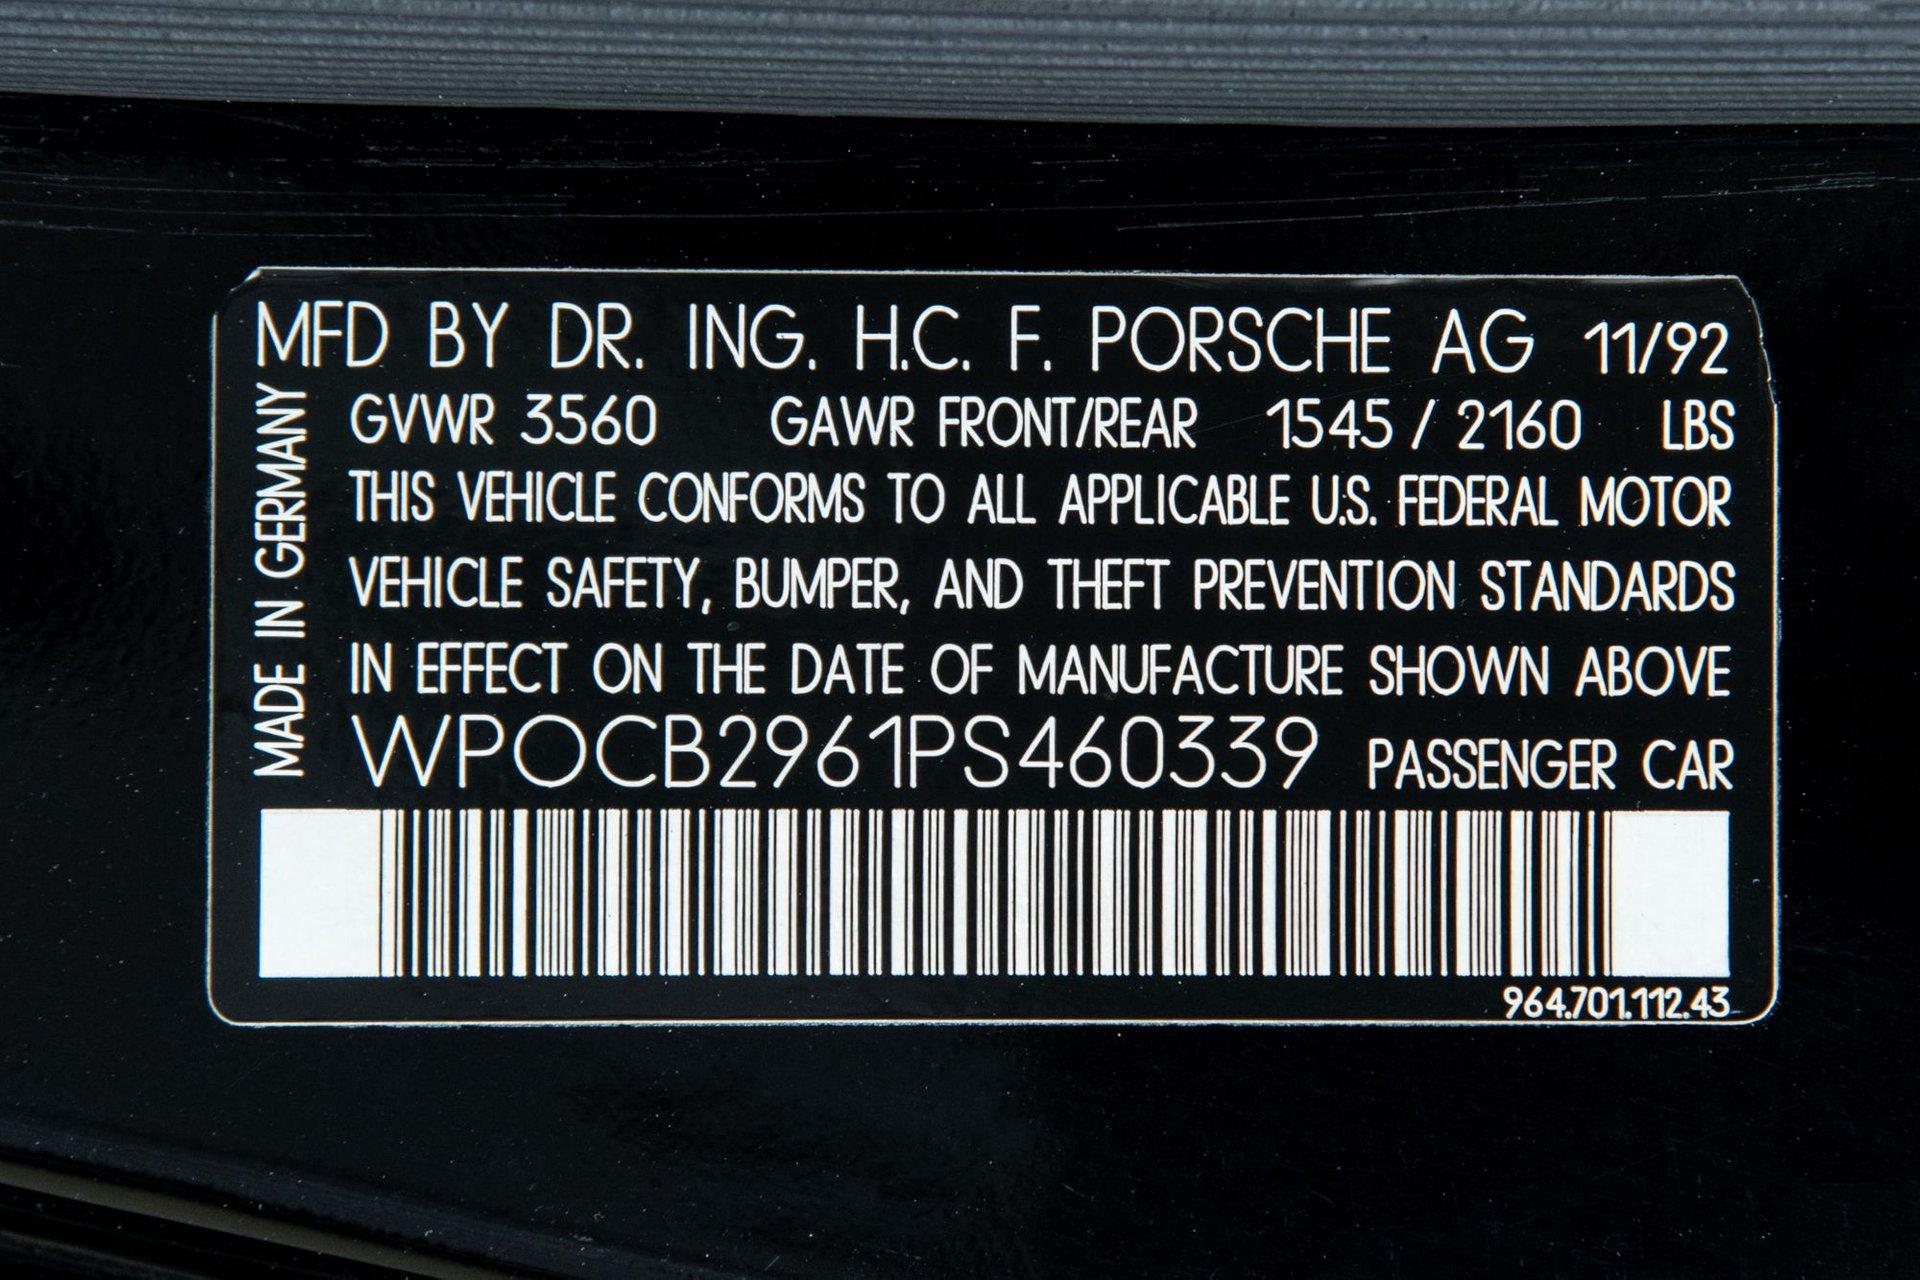 MFD BY DR. ING. H.C. F. PORSCHE AG 11/92
MADE IN GERMANY
GVWR 3560 GAWR FRONT/REAR 1545 / 2160 LBS
THIS VEHICLE CONFORMS TO ALL APPLICABLE U.S. FEDERAL MOTOR
VEHICLE SAFETY, BUMPER, AND THEFT PREVENTION STANDARDS
IN EFFECT ON THE DATE OF MANUFACTURE SHOWN ABOVE
WP0CB2961PS460339 PASSENGER CAR
964.701.112.43